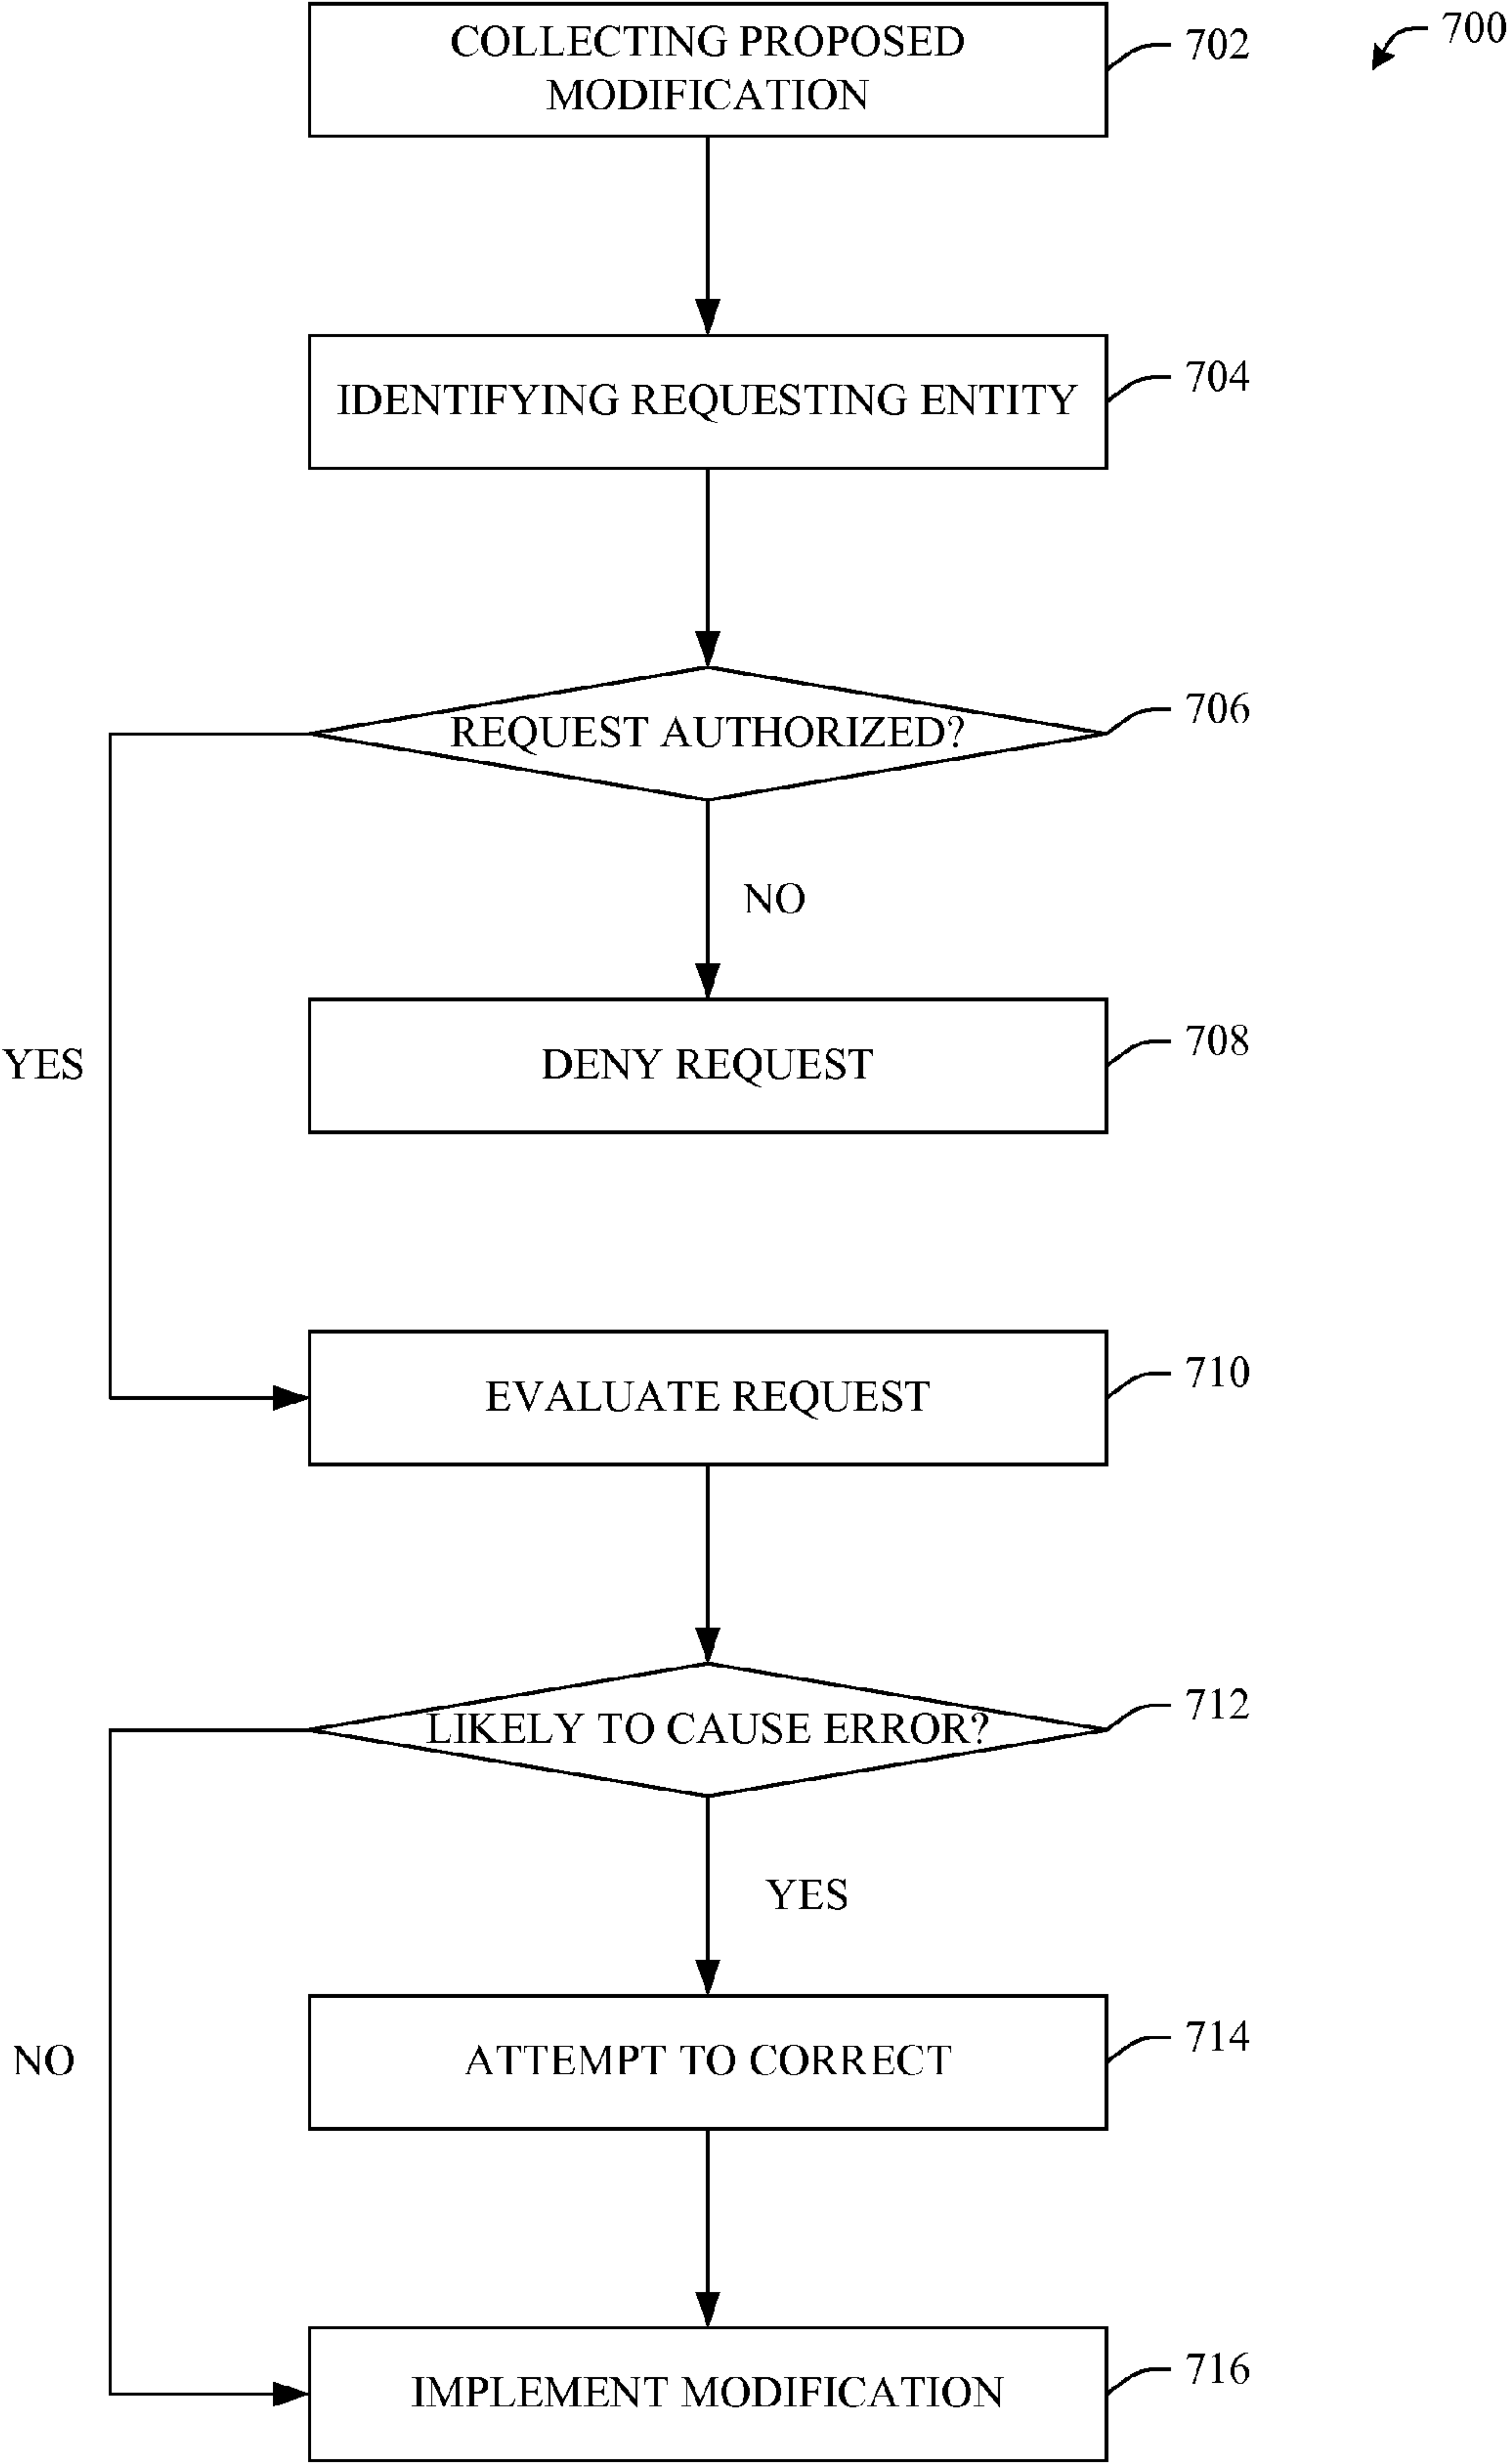 700
COLLECTING PROPOSED
MODIFICATION
702
IDENTIFYING REQUESTING ENTITY
704
REQUEST AUTHORIZED?
706
NO
DENY REQUEST
708
YES
EVALUATE REQUEST
710
LIKELY TO CAUSE ERROR?
712
YES
ATTEMPT TO CORRECT
714
NO
IMPLEMENT MODIFICATION
716